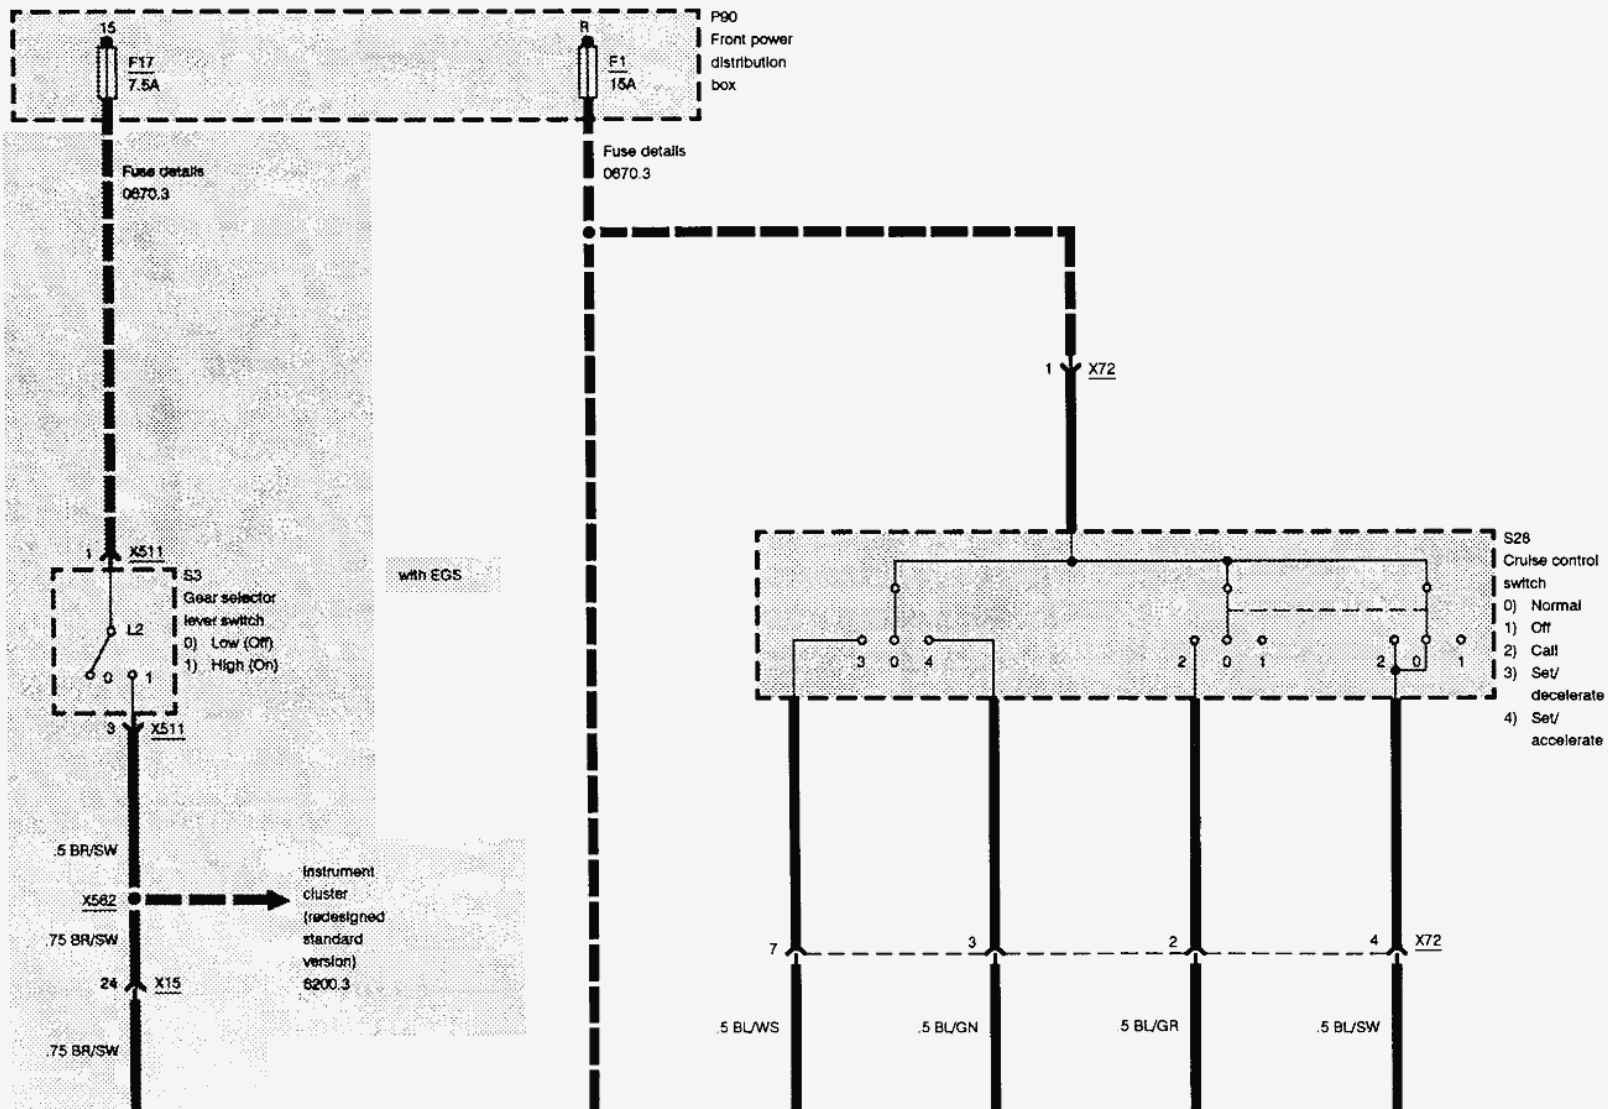 15
F17
7.5A
R
F1
15A
P90
Front power
distribution
box
Fuse details
0670.3
Fuse details
0670.3
1
X72
1
X511
S3
Gear selector
lever switch
0) Low (Off)
1) High (On)
L2
0
1
3
X511
with EGS
S28
Cruise control
switch
0) Normal
1) Off
2) Call
3) Set/
decelerate
4) Set/
accelerate
3 0 4
2 0 1
2 0 1
.5 BR/SW
X562
.75 BR/SW
24
X15
.75 BR/SW
Instrument
cluster
(redesigned
standard
version)
6200.3
7
3
2
4
X72
.5 BL/WS
.5 BL/GN
.5 BL/GR
.5 BL/SW